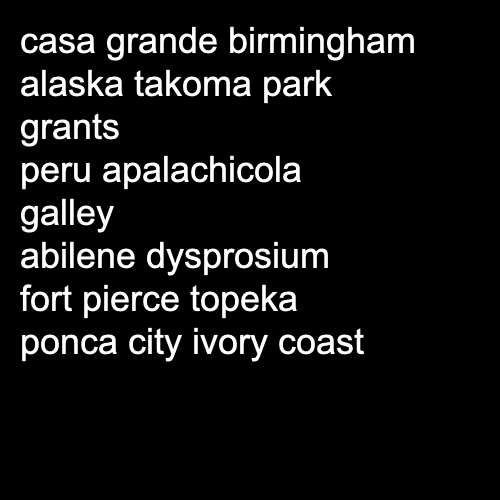 casa grande birmingham
alaska takoma park
grants
peru apalachicola
galley
abilene dysprosium
fort pierce topeka
ponca city ivory coast